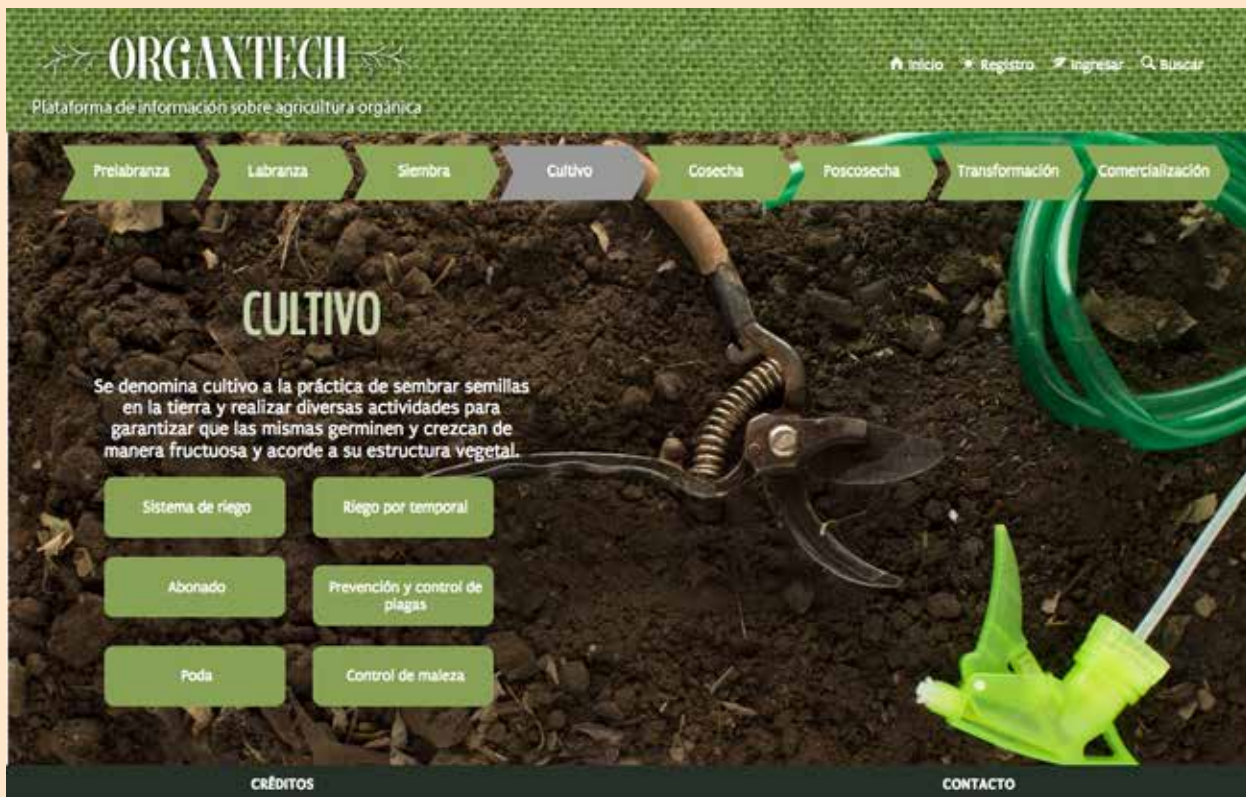 ORGANTECH
Plataforma de información sobre agricultura orgánica
Inicio Registro Ingresar Buscar
Prelabranza Labranza Siembra Cultivo Cosecha Poscosecha Transformación Comercialización
CULTIVO
Se denomina cultivo a la práctica de sembrar semillas
en la tierra y realizar diversas actividades para
garantizar que las mismas germinen y crezcan de
manera fructuosa y acorde a su estructura vegetal.
Sistema de riego Riego por temporal
Abonado Prevención y control de
plagas
Poda Control de maleza
CRÉDITOS CONTACTO